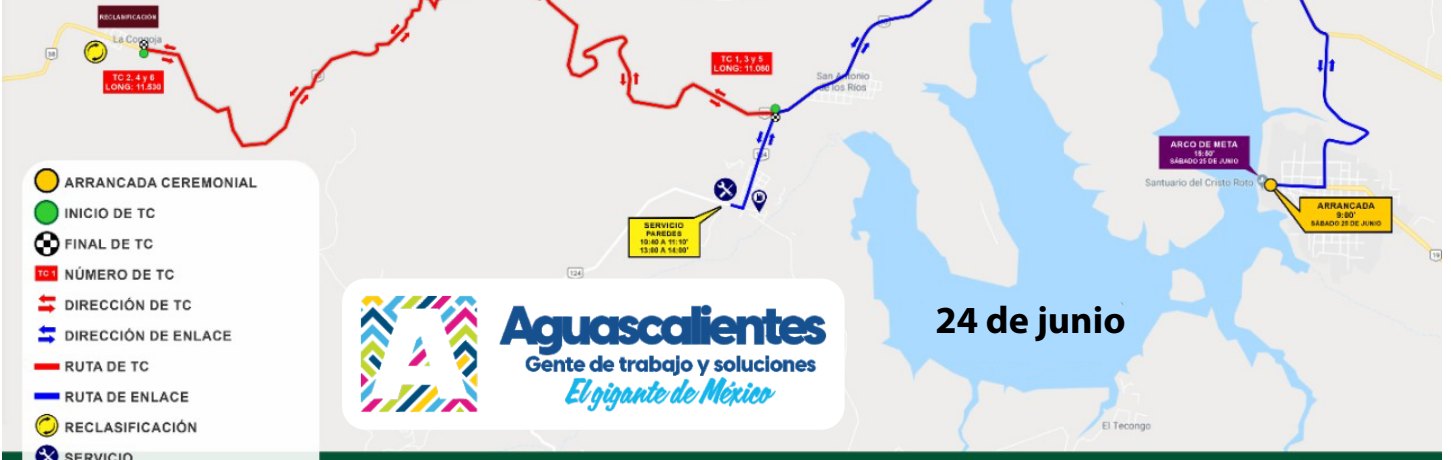 RECLASIFICACIÓN
La Congoja
38
TC 2, 4 y 6
LONG: 11.530
TC 1, 3 y 5
LONG: 11.060
San Antonio
de los Ríos
ARCO DE META
SÁBADO 25 DE JUNIO
Santuario del Cristo Roto
ARRANCADA
9:00'
SÁBADO 25 DE JUNIO
19
SERVICIO
PAREDES
10:40 A 11:10'
13:00 A 14:00'
124
ARRANCADA CEREMONIAL
INICIO DE TC
FINAL DE TC
TC 1 NÚMERO DE TC
DIRECCIÓN DE TC
DIRECCIÓN DE ENLACE
RUTA DE TC
RUTA DE ENLACE
RECLASIFICACIÓN
SERVICIO
A
Aguascalientes
Gente de trabajo y soluciones
El gigante de México
24 de junio
El Tecongo